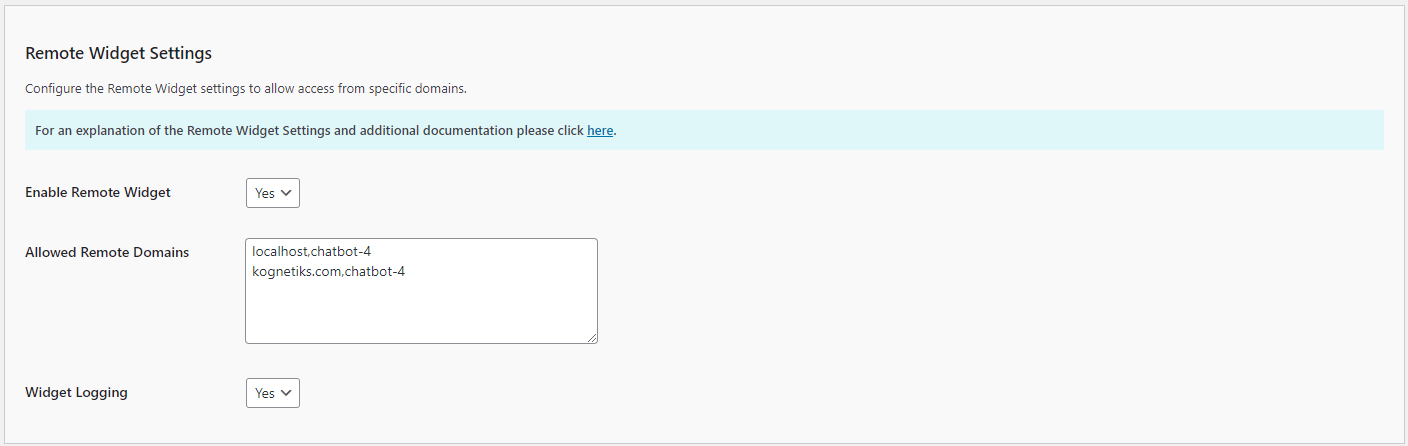 Remote Widget Settings
Configure the Remote Widget settings to allow access from specific domains.
For an explanation of the Remote Widget Settings and additional documentation please click here.
Enable Remote Widget
Yes
Allowed Remote Domains
localhost,chatbot-4
kognetiks.com,chatbot-4
Widget Logging
Yes